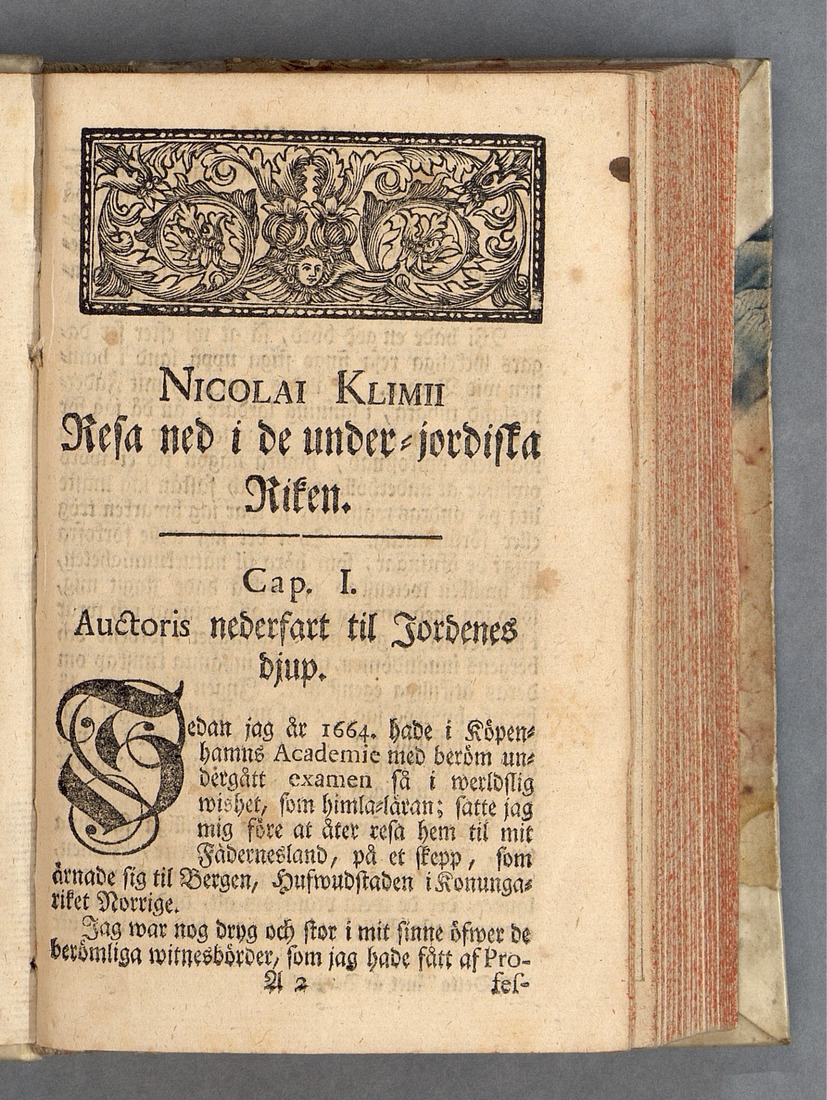 NICOLAI KLIMII
Resa ned i de under-jordiska
Riken.
Cap. I.
Auctoris nederfart til Jordenes
djup.
Sedan jag år 1664. hade i Köpen-
hamns Academie med beröm un-
dergått examen så i werldslig
wishet, som himla-läran; satte jag
mig före at åter resa hem til mit
Fädernesland, på et skepp, som
ärnade sig til Bergen, Hufwudstaden i Konunga-
riket Norrige.
Jag war nog dryg och stor i mit sinne öfwer de
berömliga witnesbörder, som jag hade fått af Pro-
A 2 fes-